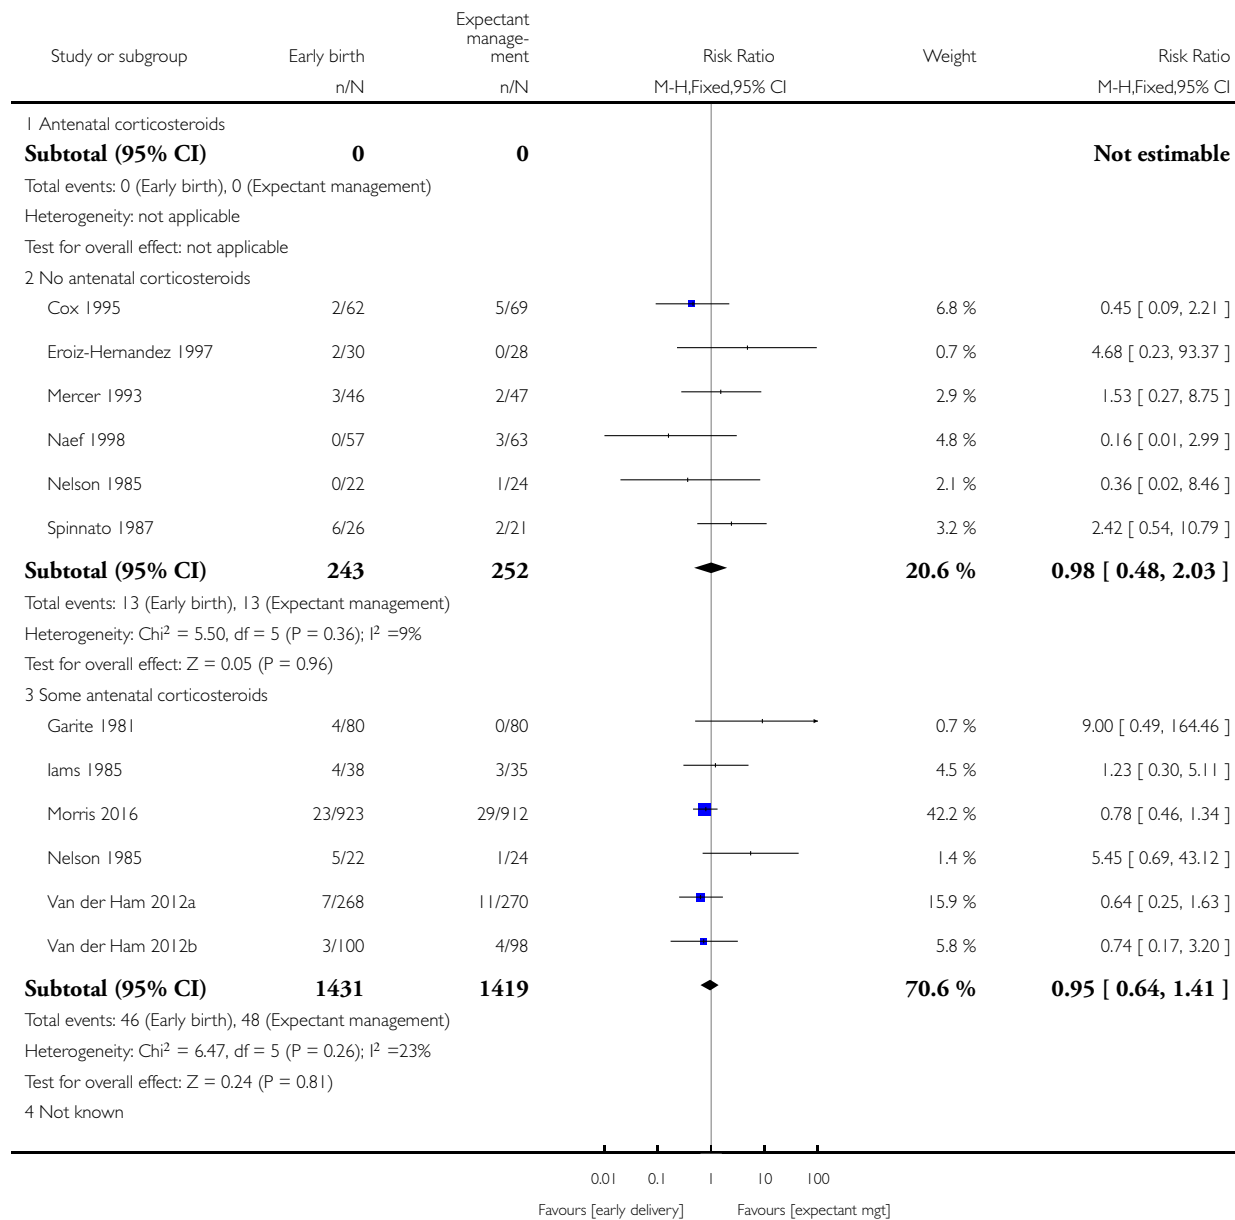 Study or subgroup Early birth Expectant manage- ment Risk Ratio Weight Risk Ratio
n/N n/N M-H,Fixed,95% CI M-H,Fixed,95% CI
1 Antenatal corticosteroids
Subtotal (95% CI) 0 0 Not estimable
Total events: 0 (Early birth), 0 (Expectant management)
Heterogeneity: not applicable
Test for overall effect: not applicable
2 No antenatal corticosteroids
Cox 1995 2/62 5/69 6.8 % 0.45 [ 0.09, 2.21 ]
Eroiz-Hernandez 1997 2/30 0/28 0.7 % 4.68 [ 0.23, 93.37 ]
Mercer 1993 3/46 2/47 2.9 % 1.53 [ 0.27, 8.75 ]
Naef 1998 0/57 3/63 4.8 % 0.16 [ 0.01, 2.99 ]
Nelson 1985 0/22 1/24 2.1 % 0.36 [ 0.02, 8.46 ]
Spinnato 1987 6/26 2/21 3.2 % 2.42 [ 0.54, 10.79 ]
Subtotal (95% CI) 243 252 20.6 % 0.98 [ 0.48, 2.03 ]
Total events: 13 (Early birth), 13 (Expectant management)
Heterogeneity: Chi² = 5.50, df = 5 (P = 0.36); I² =9%
Test for overall effect: Z = 0.05 (P = 0.96)
3 Some antenatal corticosteroids
Garite 1981 4/80 0/80 0.7 % 9.00 [ 0.49, 164.46 ]
Iams 1985 4/38 3/35 4.5 % 1.23 [ 0.30, 5.11 ]
Morris 2016 23/923 29/912 42.2 % 0.78 [ 0.46, 1.34 ]
Nelson 1985 5/22 1/24 1.4 % 5.45 [ 0.69, 43.12 ]
Van der Ham 2012a 7/268 11/270 15.9 % 0.64 [ 0.25, 1.63 ]
Van der Ham 2012b 3/100 4/98 5.8 % 0.74 [ 0.17, 3.20 ]
Subtotal (95% CI) 1431 1419 70.6 % 0.95 [ 0.64, 1.41 ]
Total events: 46 (Early birth), 48 (Expectant management)
Heterogeneity: Chi² = 6.47, df = 5 (P = 0.26); I² =23%
Test for overall effect: Z = 0.24 (P = 0.81)
4 Not known
0.01 0.1 1 10 100
Favours [early delivery] Favours [expectant mgt]